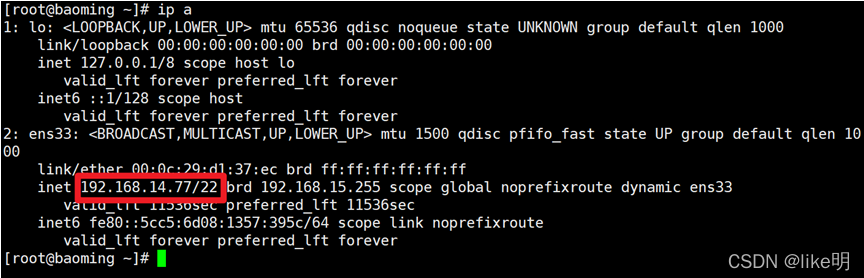 [root@baoming ~]# ip a
1: lo: <LOOPBACK,UP,LOWER_UP> mtu 65536 qdisc noqueue state UNKNOWN group default qlen 1000
link/loopback 00:00:00:00:00:00 brd 00:00:00:00:00:00
inet 127.0.0.1/8 scope host lo
valid_lft forever preferred_lft forever
inet6 ::1/128 scope host
valid_lft forever preferred_lft forever
2: ens33: <BROADCAST,MULTICAST,UP,LOWER_UP> mtu 1500 qdisc pfifo_fast state UP group default qlen 10
00
link/ether 00:0c:29:d1:37:ec brd ff:ff:ff:ff:ff:ff
inet 192.168.14.77/22 brd 192.168.15.255 scope global noprefixroute dynamic ens33
valid_lft 11536sec preferred_lft 11536sec
inet6 fe80::5cc5:6d08:1357:395c/64 scope link noprefixroute
valid_lft forever preferred_lft forever
[root@baoming ~]#
CSDN @like明